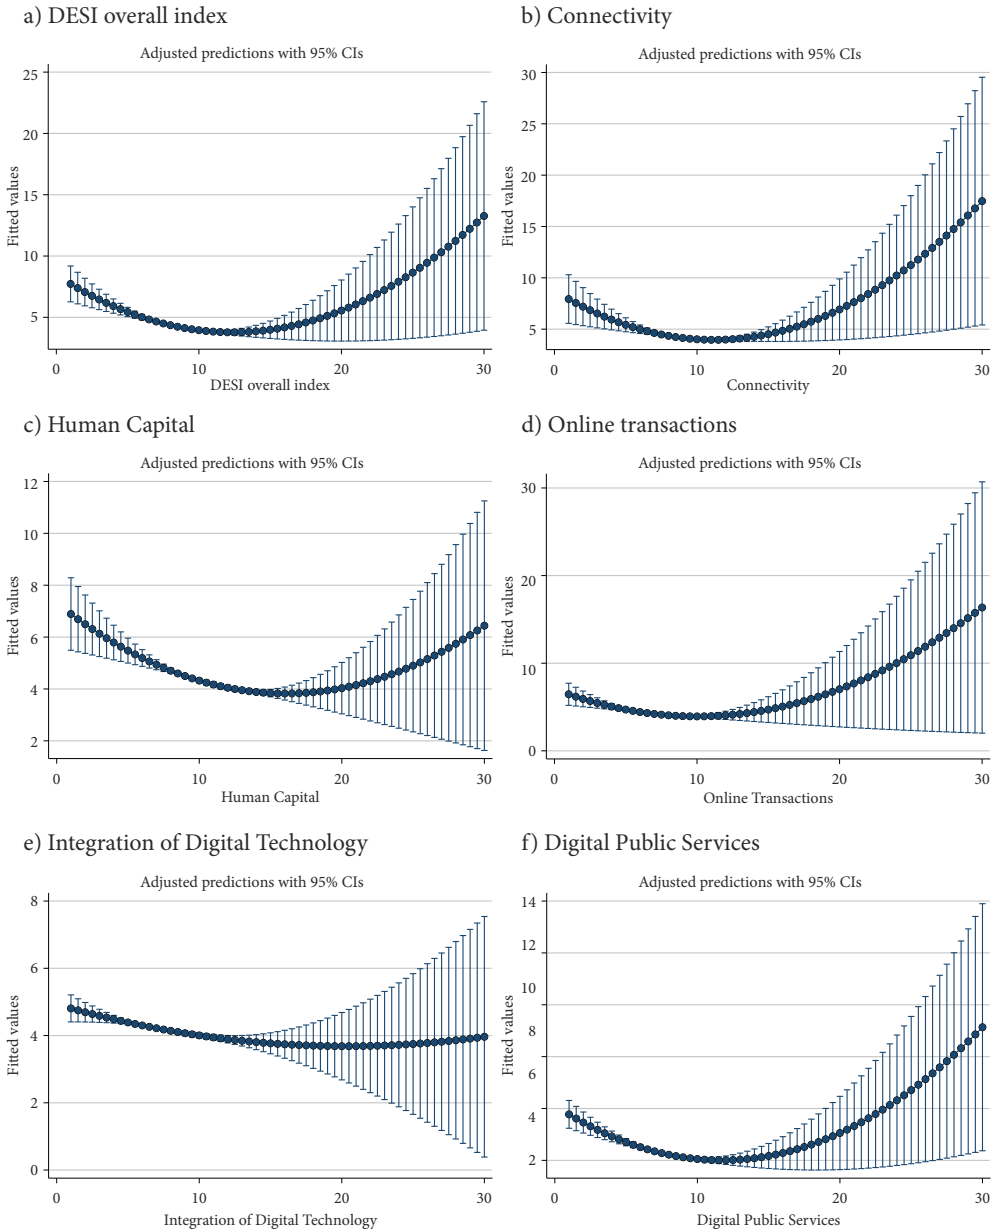 a) DESI overall index
Adjusted predictions with 95% CIs
25
20
15
10
5
Fitted values
0 10 20 30
DESI overall index
b) Connectivity
Adjusted predictions with 95% CIs
30
25
20
15
10
5
Fitted values
0 10 20 30
Connectivity
c) Human Capital
Adjusted predictions with 95% CIs
12
10
8
6
4
2
Fitted values
0 10 20 30
Human Capital
d) Online transactions
Adjusted predictions with 95% CIs
30
20
10
0
Fitted values
0 10 20 30
Online Transactions
e) Integration of Digital Technology
Adjusted predictions with 95% CIs
8
6
4
2
0
Fitted values
0 10 20 30
Integration of Digital Technology
f) Digital Public Services
Adjusted predictions with 95% CIs
14
12
10
8
6
4
2
Fitted values
0 10 20 30
Digital Public Services